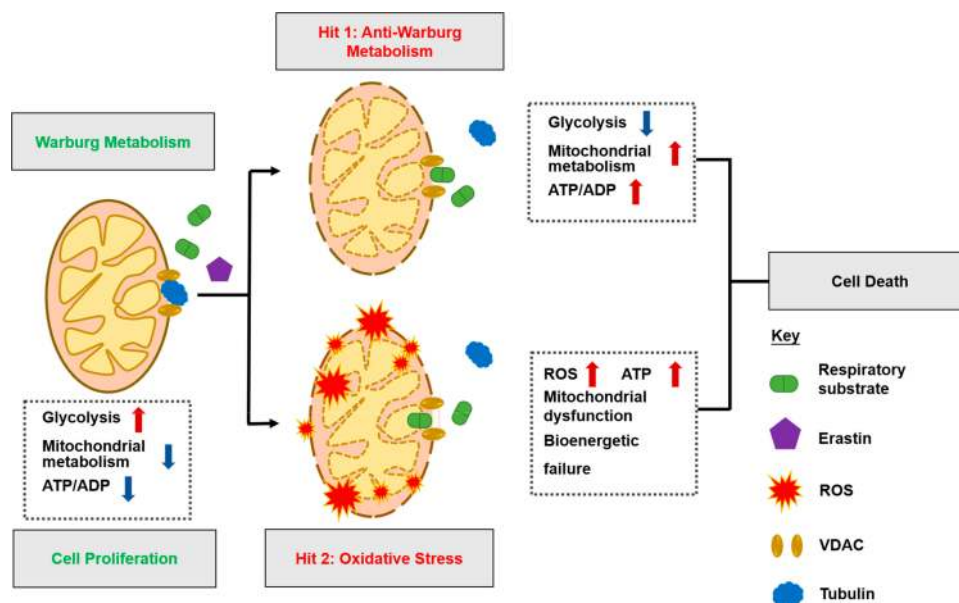 Hit 1: Anti-Warburg
Metabolism
Warburg Metabolism
Glycolysis
Mitochondrial
metabolism
ATP/ADP
Cell Proliferation
Hit 2: Oxidative Stress
Glycolysis
Mitochondrial
metabolism
ATP/ADP
ROS ATP
Mitochondrial
dysfunction
Bioenergetic
failure
Cell Death
Key
Respiratory
substrate
Erastin
ROS
VDAC
Tubulin